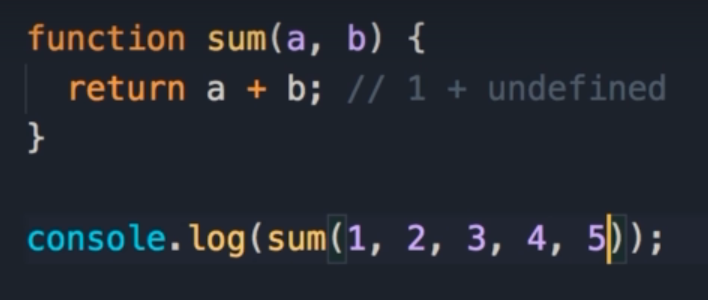 function sum(a, b) {
return a + b; // 1 + undefined
}
console.log(sum(1, 2, 3, 4, 5));